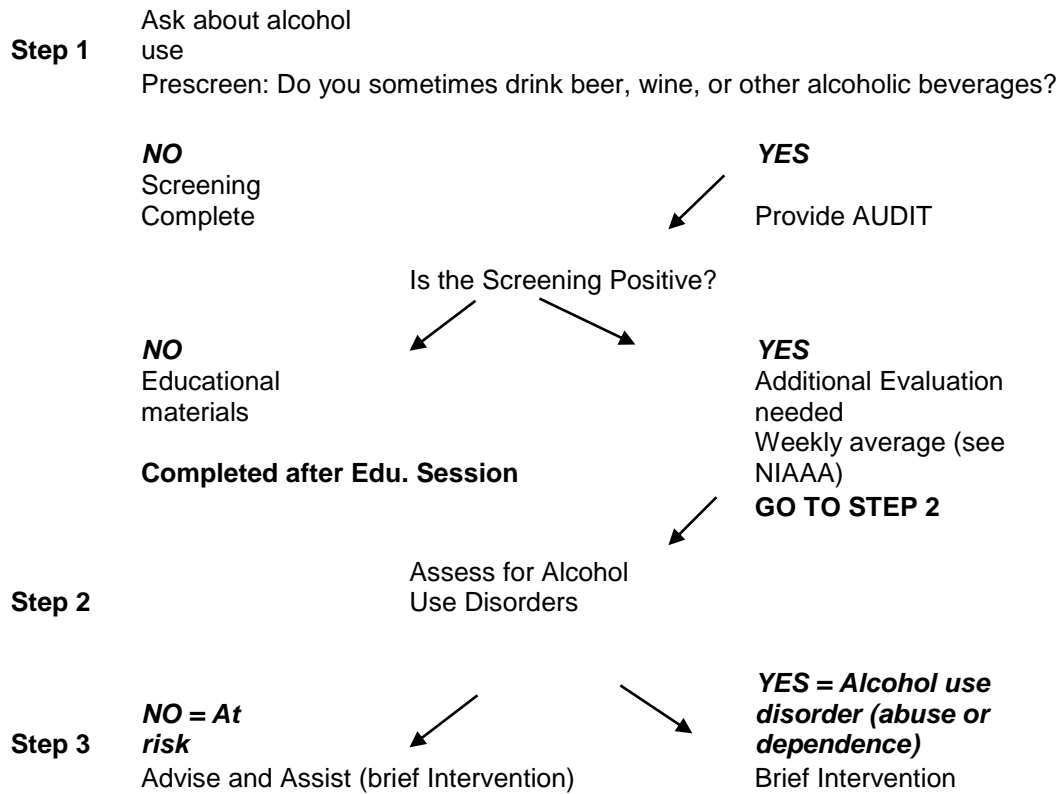 Ask about alcohol
Step 1 use
Prescreen: Do you sometimes drink beer, wine, or other alcoholic beverages?
NO YES
Screening
Complete Provide AUDIT
Is the Screening Positive?
NO YES
Educational Additional Evaluation
materials needed
Weekly average (see
Completed after Edu. Session NIAAA)
GO TO STEP 2
Assess for Alcohol
Step 2 Use Disorders
YES = Alcohol use
NO = At disorder (abuse or
Step 3 risk dependence)
Advise and Assist (brief Intervention) Brief Intervention